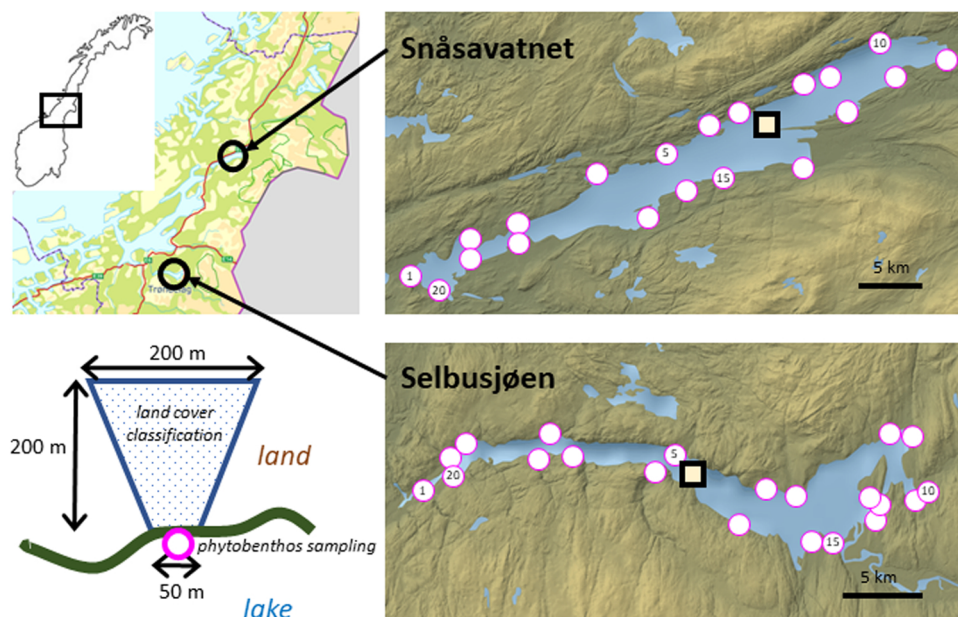 Snåsavatnet
10
5
15
1
20
5 km
Trøndelag
Selbusjøen
5
20
1
10
15
5 km
200 m
200 m
land cover
classification
land
phytobenthos sampling
50 m
lake